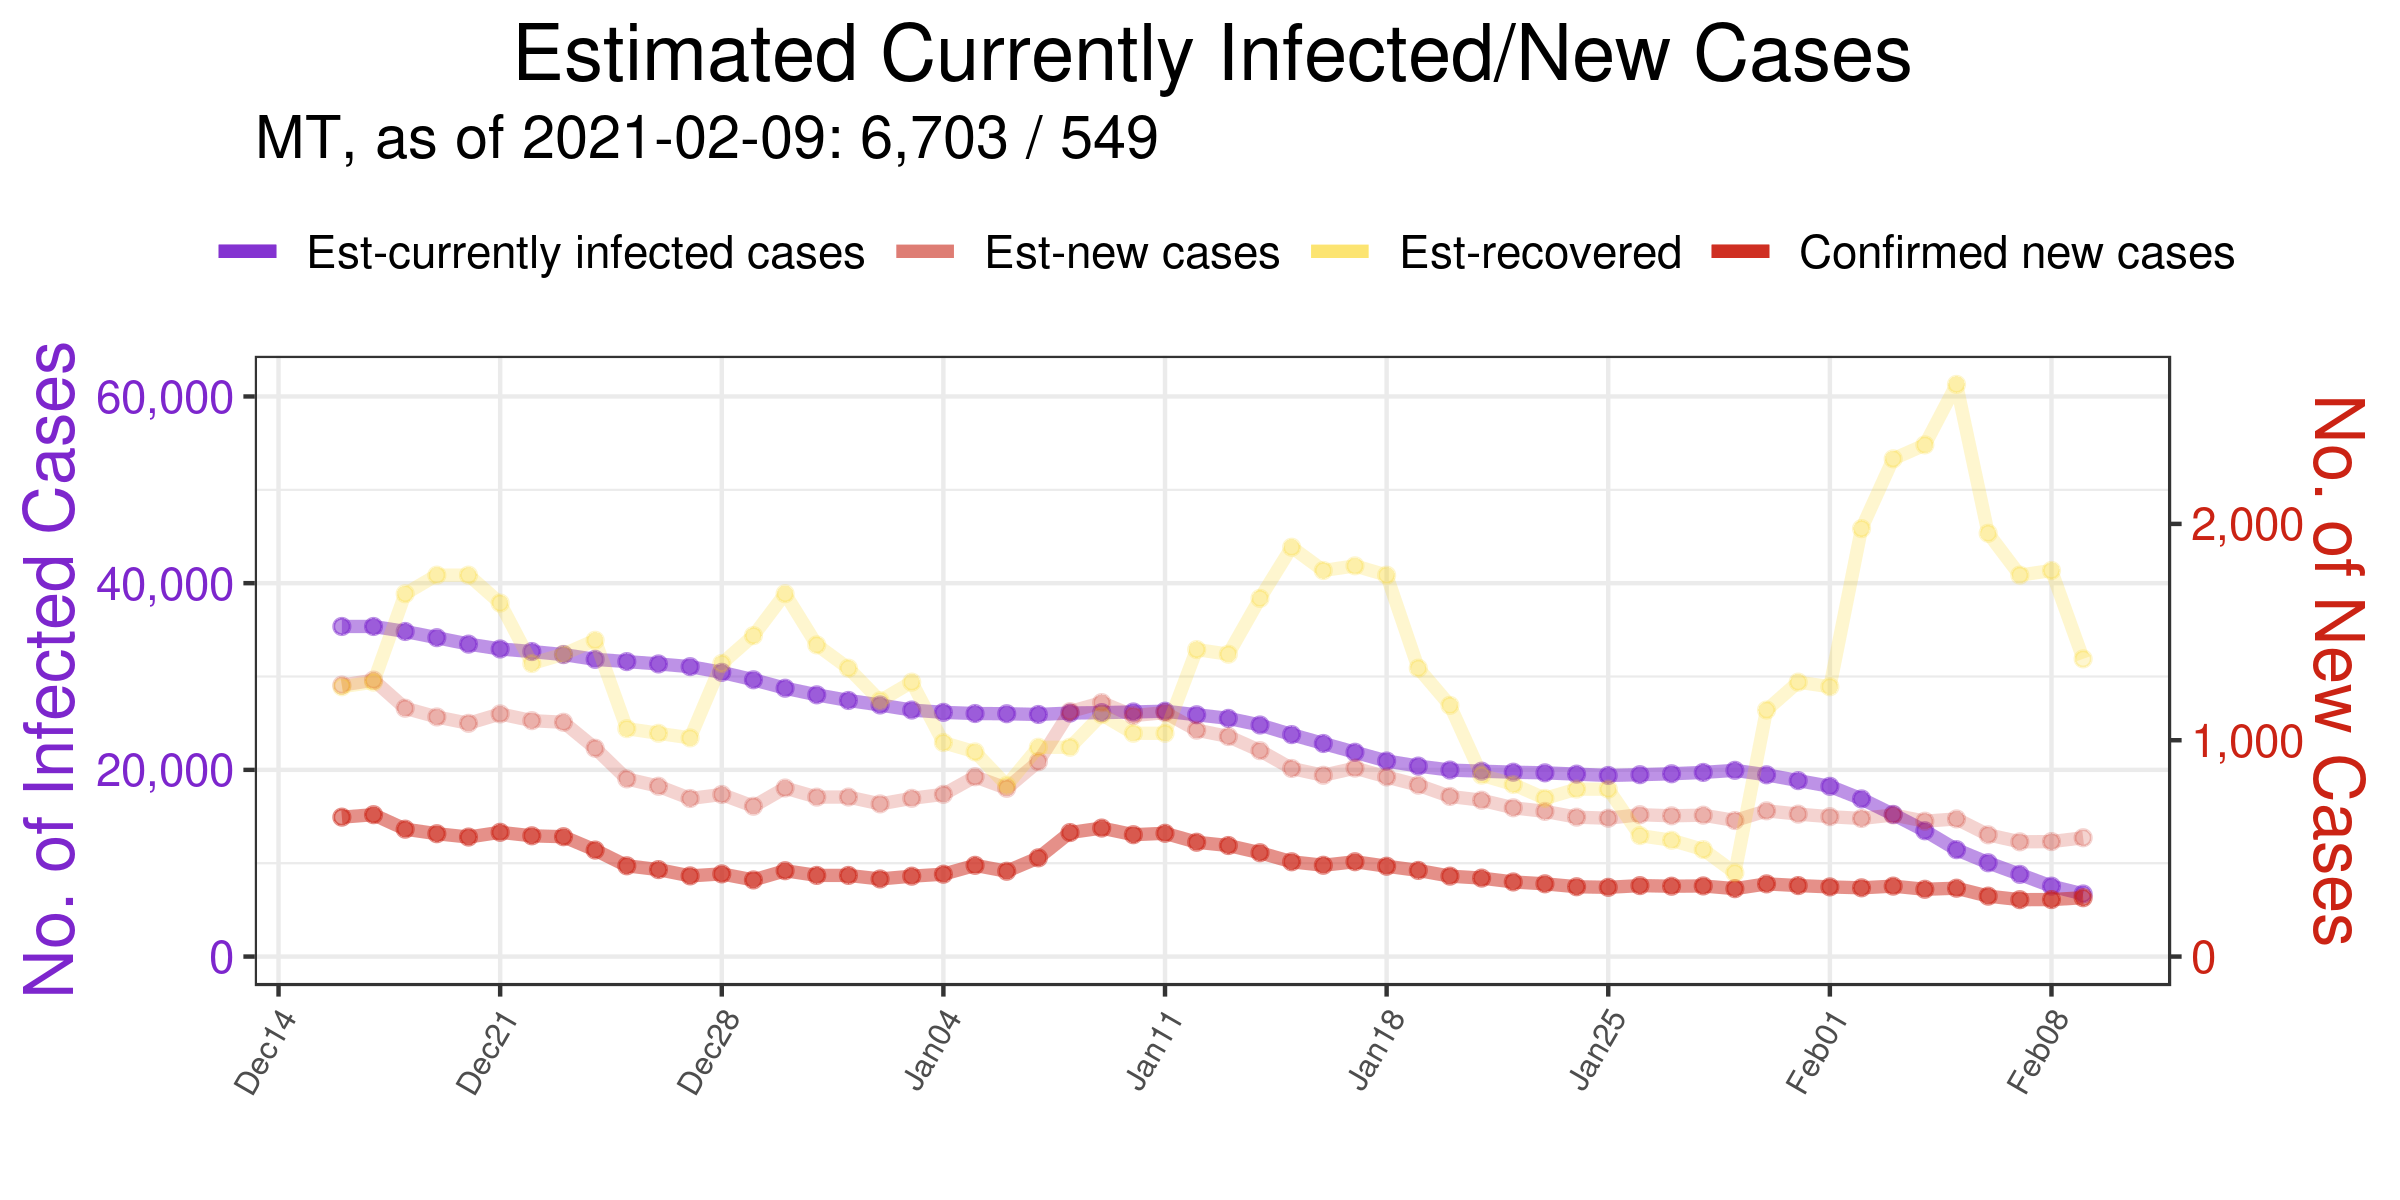 Estimated Currently Infected/New Cases
MT, as of 2021-02-09: 6,703 / 549
Est-currently infected cases Est-new cases Est-recovered Confirmed new cases
No. of Infected Cases
60,000
40,000
20,000
0
No. of New Cases
2,000
1,000
0
Dec14 Dec21 Dec28 Jan04 Jan11 Jan18 Jan25 Feb01 Feb08